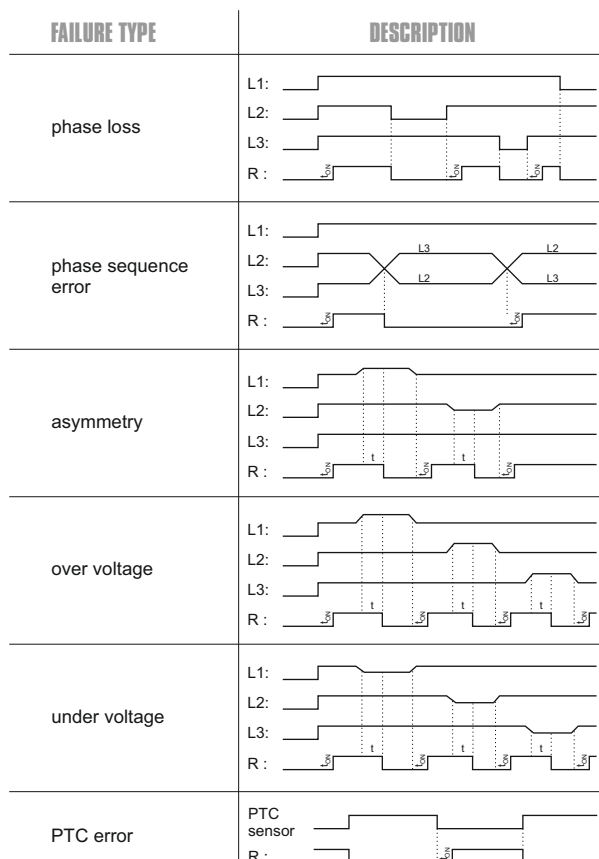 FAILURE TYPE DESCRIPTION
phase loss
L1:
L2:
L3:
R : tON tON tON
phase sequence
error
L1:
L2: L3 L2
L3: L2 L3
R : tON tON
asymmetry
L1:
L2:
L3:
t t
R : tON tON tON
over voltage
L1:
L2:
L3:
t t t
R : tON tON tON tON
under voltage
L1:
L2:
L3:
t t t
R : tON tON tON tON
PTC error
PTC
sensor
R : tON